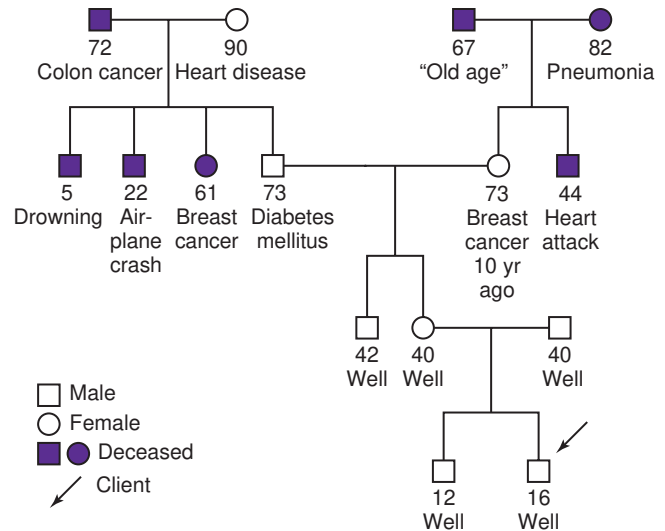 72
Colon cancer
90
Heart disease
67
“Old age”
82
Pneumonia
5
Drowning
22
Air-
plane
crash
61
Breast
cancer
73
Diabetes
mellitus
73
Breast
cancer
10 yr
ago
44
Heart
attack
42
Well
40
Well
40
Well
Male
Female
Deceased
Client
12
Well
16
Well